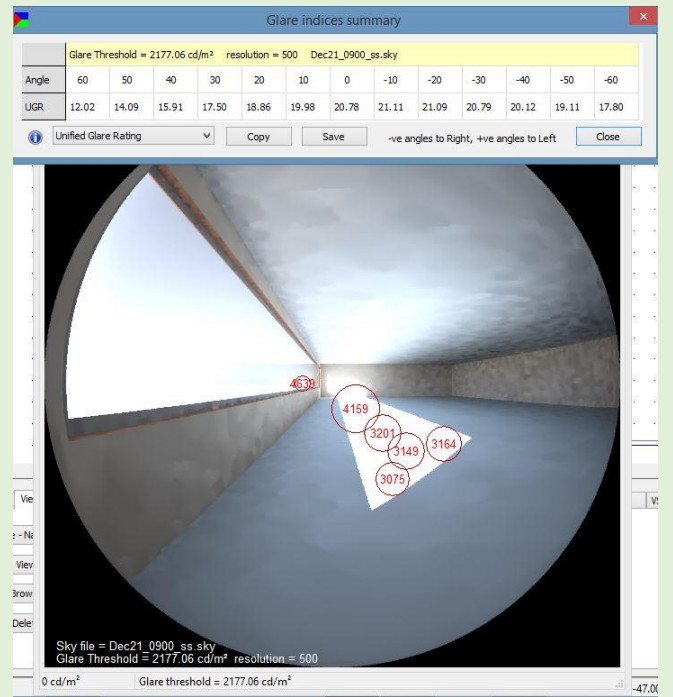 Glare indices summary
Glare Threshold = 2177.06 cd/m² resolution = 500 Dec21_0900_ss.sky
Angle 60 50 40 30 20 10 0 -10 -20 -30 -40 -50 -60
UGR 12.02 14.09 15.91 17.50 18.86 19.98 20.78 21.11 21.09 20.79 20.12 19.11 17.80
Unified Glare Rating Copy Save -ve angles to Right, +ve angles to Left Close
4639
4159
3201
3149 3164
3075
View
Sky file = Dec21_0900_ss.sky
Glare Threshold = 2177.06 cd/m² resolution = 500
0 cd/m² Glare threshold = 2177.06 cd/m²